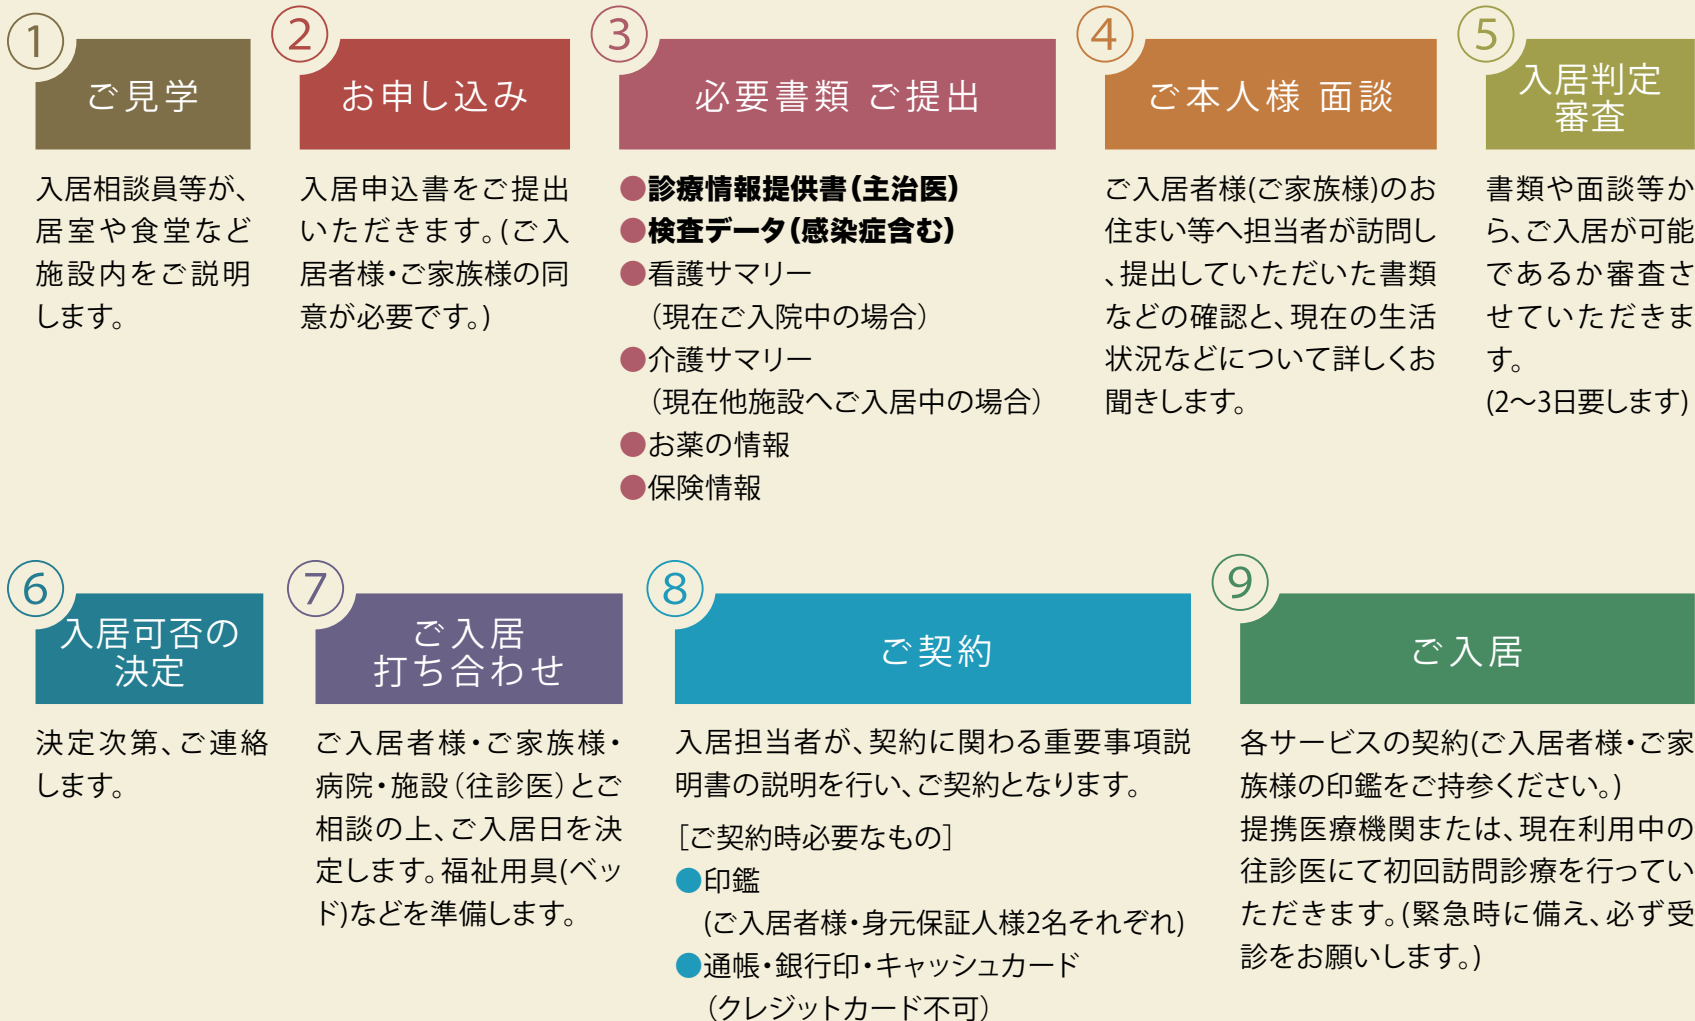 ①
ご見学
入居相談員等が、
居室や食堂など
施設内をご説明
します。
②
お申し込み
入居申込書をご提出
いただきます。(ご入
居者様・ご家族様の同
意が必要です。)
③
必要書類 ご提出
●診療情報提供書(主治医)
●検査データ(感染症含む)
●看護サマリー
（現在ご入院中の場合）
●介護サマリー
（現在他施設へご入居中の場合）
●お薬の情報
●保険情報
④
ご本人様 面談
ご入居者様(ご家族様)のお
住まい等へ担当者が訪問し
、提出していただいた書類
などの確認と、現在の生活
状況などについて詳しくお
聞きします。
⑤
入居判定
審査
書類や面談等か
ら、ご入居が可能
であるか審査さ
せていただきま
す。
(2〜3日要します)
⑥
入居可否の
決定
決定次第、ご連絡
します。
⑦
ご入居
打ち合わせ
ご入居者様・ご家族様・
病院・施設（往診医）とご
相談の上、ご入居日を決
定します。福祉用具(ベッ
ド)などを準備します。
⑧
ご契約
入居担当者が、契約に関わる重要事項説
明書の説明を行い、ご契約となります。
［ご契約時必要なもの］
●印鑑
(ご入居者様・身元保証人様2名それぞれ)
●通帳・銀行印・キャッシュカード
（クレジットカード不可）
⑨
ご入居
各サービスの契約(ご入居者様・ご家
族様の印鑑をご持参ください。)
提携医療機関または、現在利用中の
往診医にて初回訪問診療を行ってい
ただきます。(緊急時に備え、必ず受
診をお願いします。)